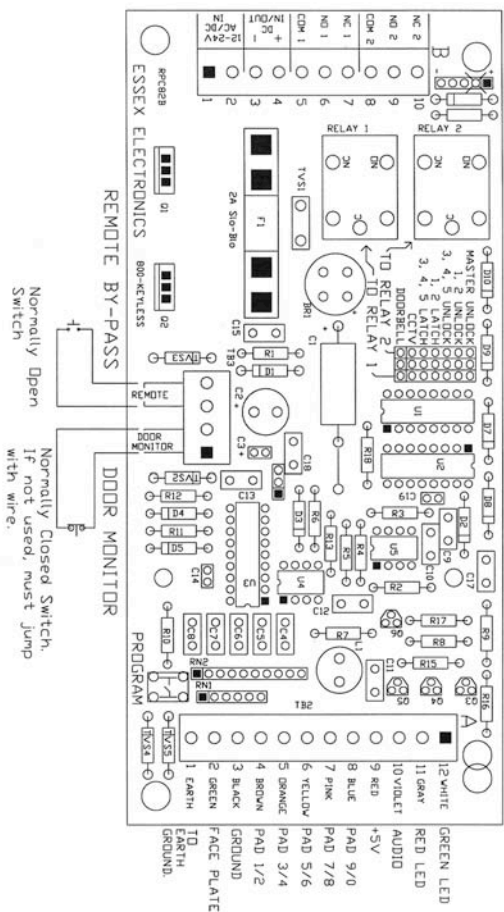 NC 2
NO 2
COM 2
NC 1
NO 1
COM 1
DC
IN/OUT
+
-
12-24V
AC/DC
IN
10
9
8
7
6
5
4
3
2
1
B
+
-
RELAY 2
NO
NC
C
RELAY 1
NO
NC
C
TVS1
F1
2A Slo-Blo
RPC82B
ESSEX ELECTRONICS
Q1
800-KEYLESS
Q2
REMOTE BY-PASS
DOOR MONITOR
MASTER UNLOCK
1, 2 UNLOCK
3, 4, 5 UNLOCK
1, 2 LATCH
3, 4, 5 LATCH
CCTV
DOORBELL
TO RELAY 2
TO RELAY 1
BR1
C1
+
C15
R1
D1
TB3
TVS3
REMOTE
DOOR
MONITOR
C2
+
C3
+
C18
C13
TVS2
R12
D4
R11
D5
C14
D10
D9
D7
D8
U1
U2
R18
C19
R3
D2
C9
C10
C17
U5
R2
R4
R5
R13
R6
D3
U4
U3
C12
R7
L1
C11
Q6
R17
R8
R15
Q5
Q4
Q3
R9
R16
C4
C5
C6
C7
C8
RN2
RN1
R10
PROGRAM
TVS5
TVS4
TB2
A
12 WHITE GREEN LED
11 GRAY RED LED
10 VIOLET AUDIO
9 RED +5V
8 BLUE PAD 9/0
7 PINK PAD 7/8
6 YELLOW PAD 5/6
5 ORANGE PAD 3/4
4 BROWN PAD 1/2
3 BLACK GROUND
2 GREEN FACE PLATE
1 EARTH TO
EARTH
GROUND.
Normally Open
Switch
Normally Closed Switch.
If not used, must jump
with wire.